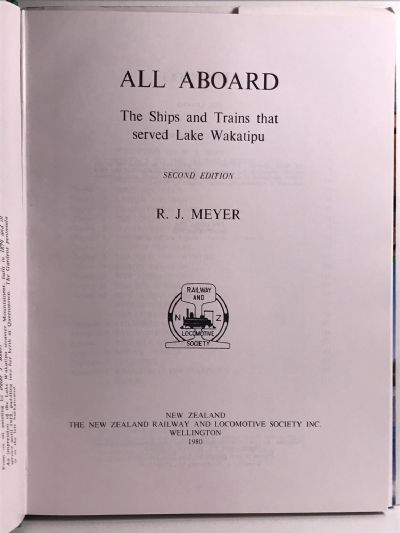 ALL ABOARD
The Ships and Trains that
served Lake Wakatipu
SECOND EDITION
R. J. MEYER
RAILWAY
AND
N Z
LOCOMOTIVE
SOCIETY
NEW ZEALAND
THE NEW ZEALAND RAILWAY AND LOCOMOTIVE SOCIETY INC.
WELLINGTON
1980